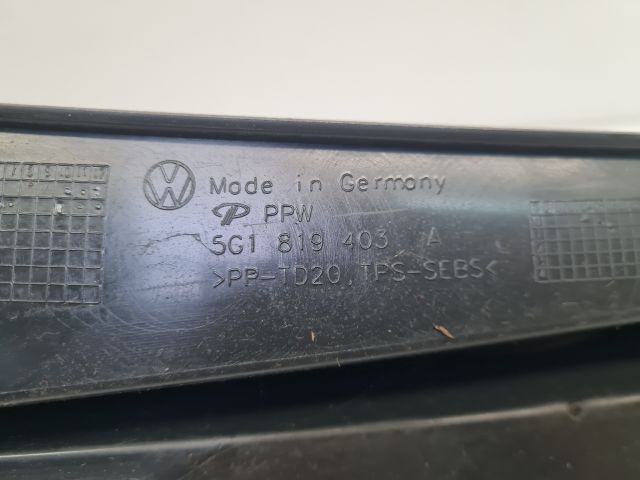 Made in Germany
PPW
5G1 819 403 A
>PP-TD20, TPS-SEBS<